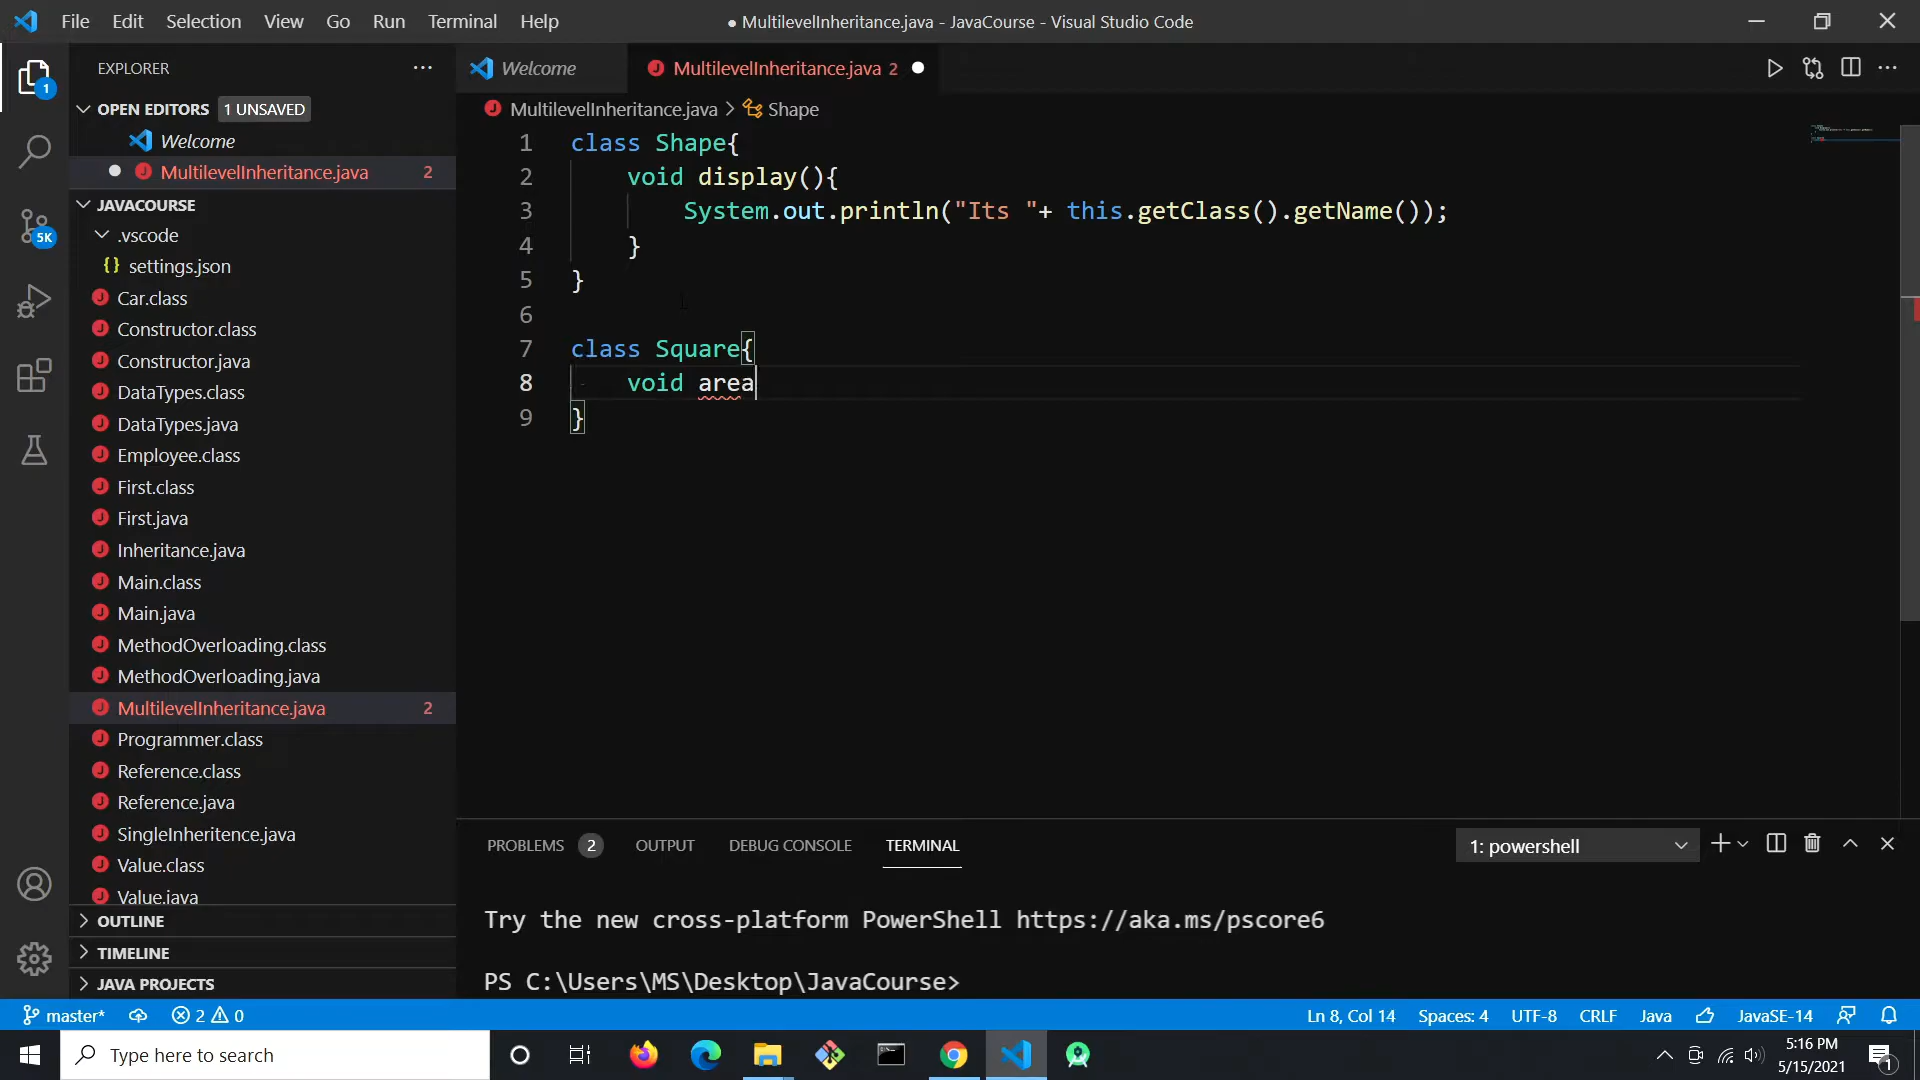 File Edit Selection View Go Run Terminal Help
● MultilevelInheritance.java - JavaCourse - Visual Studio Code
EXPLORER
1
OPEN EDITORS 1 UNSAVED
Welcome
MultilevelInheritance.java 2
JAVACOURSE
5K
.vscode
{} settings.json
Car.class
Constructor.class
Constructor.java
DataTypes.class
DataTypes.java
Employee.class
First.class
First.java
Inheritance.java
Main.class
Main.java
MethodOverloading.class
MethodOverloading.java
MultilevelInheritance.java 2
Programmer.class
Reference.class
Reference.java
SingleInheritence.java
Value.class
Value.java
OUTLINE
TIMELINE
JAVA PROJECTS
Welcome MultilevelInheritance.java 2
MultilevelInheritance.java > Shape
1 class Shape{
2 void display(){
3 System.out.println("Its "+ this.getClass().getName());
4 }
5 }
6
7 class Square{
8 void area
9 }
PROBLEMS 2 OUTPUT DEBUG CONSOLE TERMINAL 1: powershell
Try the new cross-platform PowerShell https://aka.ms/pscore6
PS C:\Users\MS\Desktop\JavaCourse>
master* 2 0 Ln 8, Col 14 Spaces: 4 UTF-8 CRLF Java JavaSE-14
Type here to search
5:16 PM
5/15/2021
1